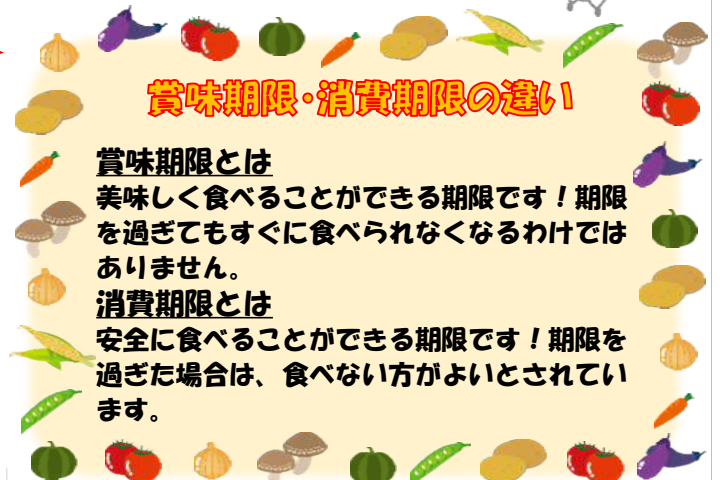 賞味期限・消費期限の違い
賞味期限とは
美味しく食べることができる期限です！期限
を過ぎてもすぐに食べられなくなるわけでは
ありません。
消費期限とは
安全に食べることができる期限です！期限を
過ぎた場合は、食べない方がよいとされてい
ます。